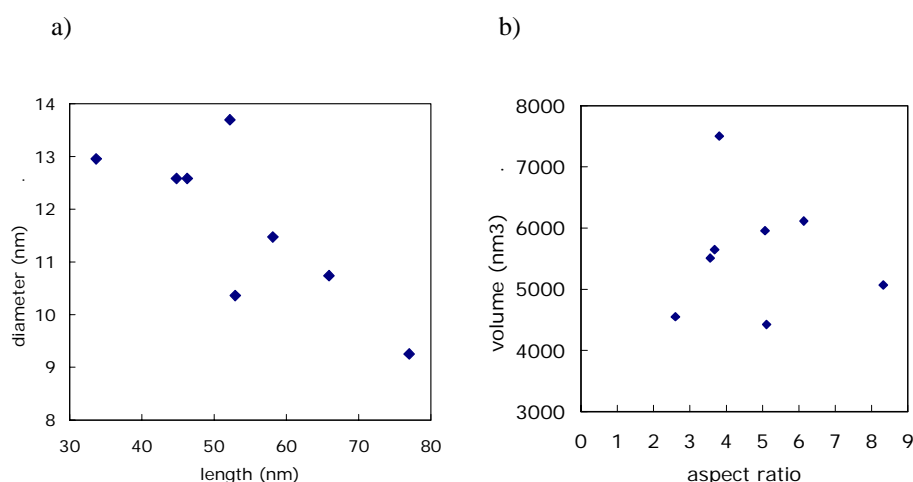 a)
b)
14
13
12
11
10
9
8
diameter (nm)
30 40 50 60 70 80
length (nm)
8000
7000
6000
5000
4000
3000
volume (nm3)
0 1 2 3 4 5 6 7 8 9
aspect ratio